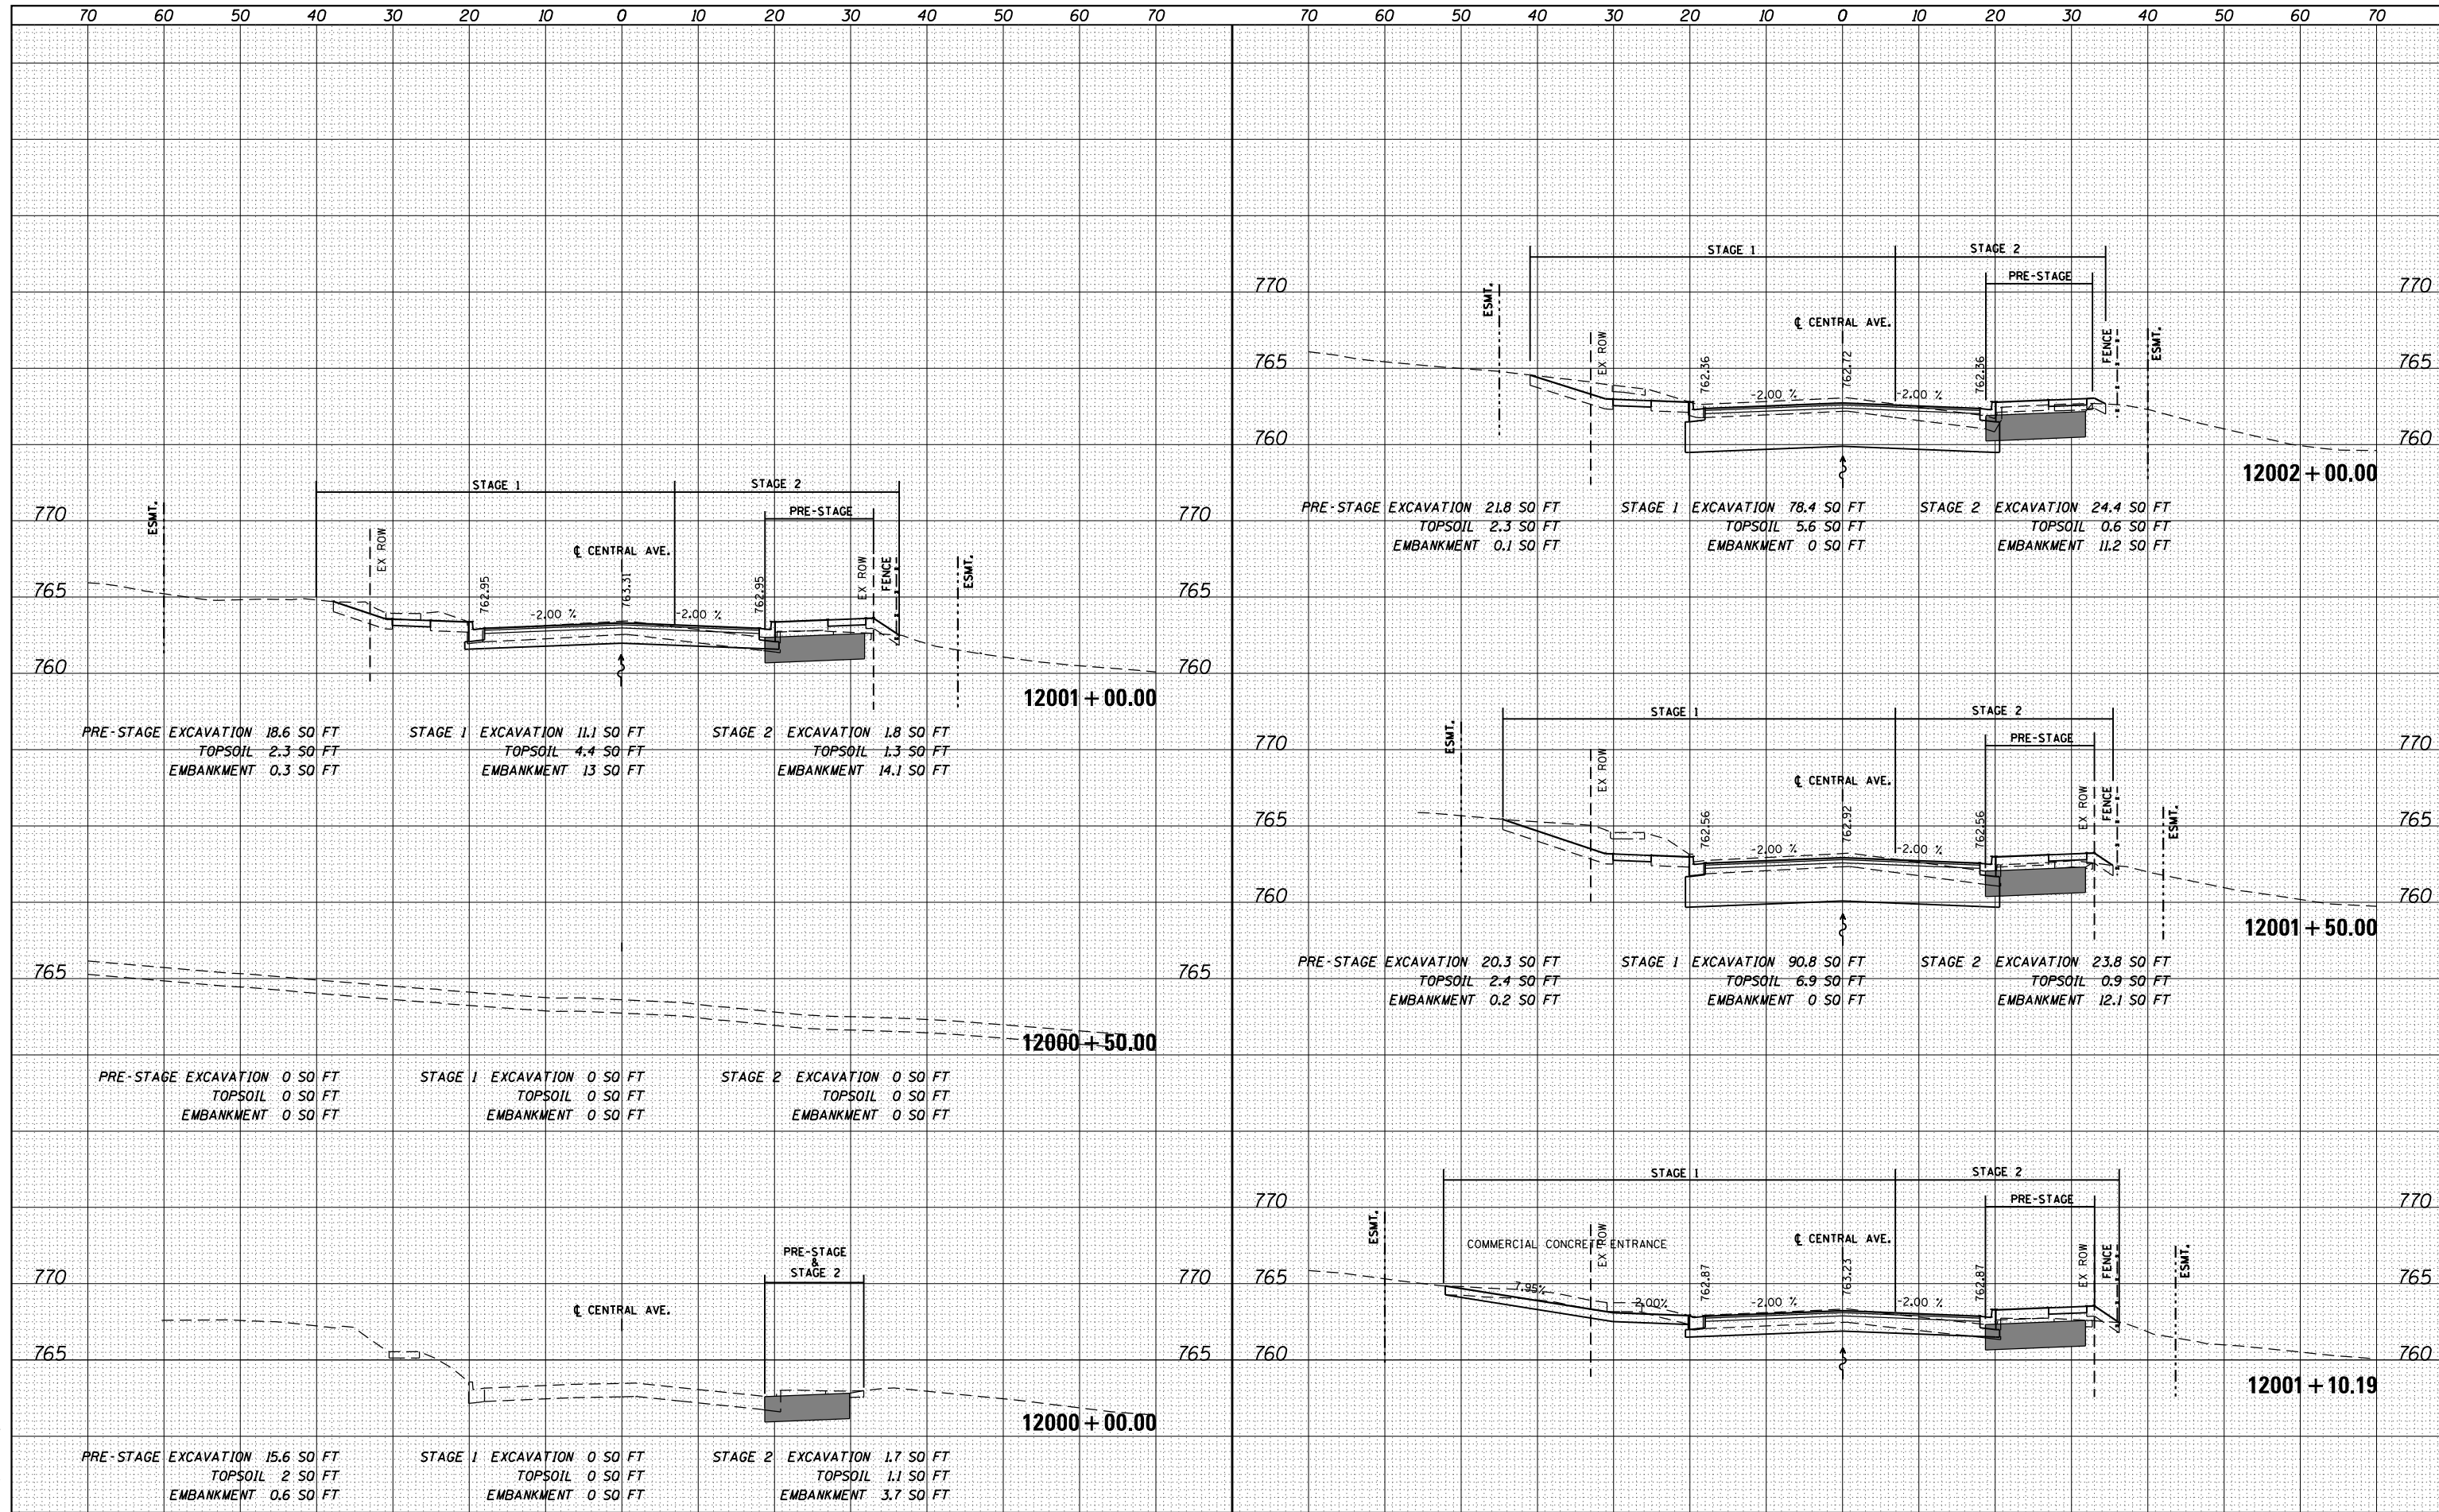 70 60 50 40 30 20 10 0 10 20 30 40 50 60 70
70 60 50 40 30 20 10 0 10 20 30 40 50 60 70
STAGE 1 STAGE 2
PRE-STAGE
770 770
ESMT.
EX ROW
℄ CENTRAL AVE.
FENCE
ESMT.
765 765
762.36 762.72 762.36
-2.00 % -2.00 %
760 760
12002+00.00
PRE-STAGE EXCAVATION 21.8 SQ FT STAGE 1 EXCAVATION 78.4 SQ FT STAGE 2 EXCAVATION 24.4 SQ FT
TOPSOIL 2.3 SQ FT TOPSOIL 5.6 SQ FT TOPSOIL 0.6 SQ FT
EMBANKMENT 0.1 SQ FT EMBANKMENT 0 SQ FT EMBANKMENT 11.2 SQ FT
STAGE 1 STAGE 2
PRE-STAGE
770 770
ESMT.
EX ROW
℄ CENTRAL AVE.
EX ROW
FENCE
ESMT.
765 765
762.95 763.31 762.95
-2.00 % -2.00 %
760 760
12001+00.00
PRE-STAGE EXCAVATION 18.6 SQ FT STAGE 1 EXCAVATION 11.1 SQ FT STAGE 2 EXCAVATION 1.8 SQ FT
TOPSOIL 2.3 SQ FT TOPSOIL 4.4 SQ FT TOPSOIL 1.3 SQ FT
EMBANKMENT 0.3 SQ FT EMBANKMENT 13 SQ FT EMBANKMENT 14.1 SQ FT
STAGE 1 STAGE 2
PRE-STAGE
770 770
ESMT.
EX ROW
℄ CENTRAL AVE.
EX ROW
FENCE
ESMT.
765 765
762.56 762.92 762.56
-2.00 % -2.00 %
760 760
12001+50.00
PRE-STAGE EXCAVATION 20.3 SQ FT STAGE 1 EXCAVATION 90.8 SQ FT STAGE 2 EXCAVATION 23.8 SQ FT
TOPSOIL 2.4 SQ FT TOPSOIL 6.9 SQ FT TOPSOIL 0.9 SQ FT
EMBANKMENT 0.2 SQ FT EMBANKMENT 0 SQ FT EMBANKMENT 12.1 SQ FT
765 765
12000+50.00
PRE-STAGE EXCAVATION 0 SQ FT STAGE 1 EXCAVATION 0 SQ FT STAGE 2 EXCAVATION 0 SQ FT
TOPSOIL 0 SQ FT TOPSOIL 0 SQ FT TOPSOIL 0 SQ FT
EMBANKMENT 0 SQ FT EMBANKMENT 0 SQ FT EMBANKMENT 0 SQ FT
STAGE 1 STAGE 2
PRE-STAGE
770 770
ESMT.
COMMERCIAL CONCRETE ENTRANCE
EX ROW
℄ CENTRAL AVE.
EX ROW
FENCE
ESMT.
765 765
762.87 763.23 762.87
7.95% 2.00% -2.00 % -2.00 %
760 760
12001+10.19
PRE-STAGE
&
STAGE 2
770 770
℄ CENTRAL AVE.
765 765
12000+00.00
PRE-STAGE EXCAVATION 15.6 SQ FT STAGE 1 EXCAVATION 0 SQ FT STAGE 2 EXCAVATION 1.7 SQ FT
TOPSOIL 2 SQ FT TOPSOIL 0 SQ FT TOPSOIL 1.1 SQ FT
EMBANKMENT 0.6 SQ FT EMBANKMENT 0 SQ FT EMBANKMENT 3.7 SQ FT